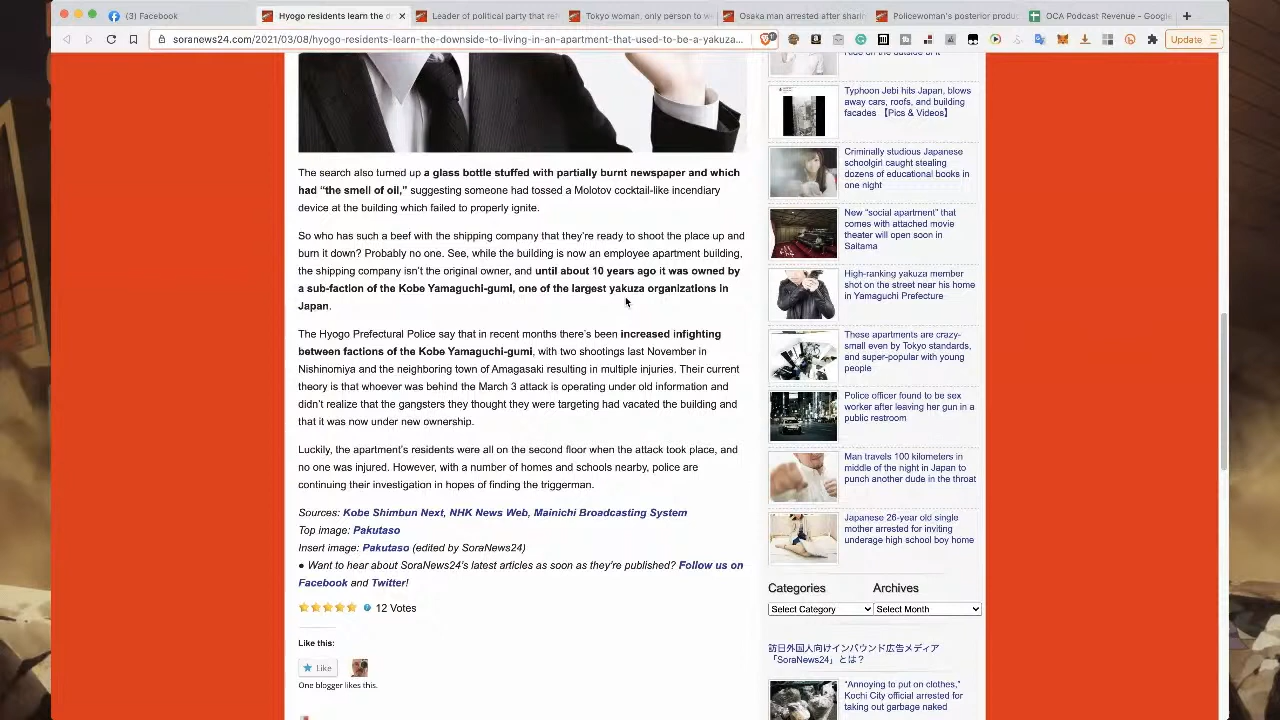 (3) Facebook
Hyogo residents learn the d
Leader of political party that re
Tokyo woman, only person to w
Osaka man arrested after sharin
Policewoman's posterior produ
OCA Podcast Revenue - Google
soranews24.com/2021/03/08/hyogo-residents-learn-the-downside-to-living-in-an-apartment-that-used-to-be-a-yakuza...
Update
The search also turned up a glass bottle stuffed with partially burnt newspaper and which
had “the smell of oil,” suggesting someone had tossed a Molotov cocktail-like incendiary
device at the building which failed to properly ignite.
So who has such a beef with the shipping company that they’re ready to shoot the place up and
burn it down? Probably no one. See, while the building is now an employee apartment building,
the shipping company isn’t the original owner, and until about 10 years ago it was owned by
a sub-faction of the Kobe Yamaguchi-gumi, one of the largest yakuza organizations in
Japan.
The Hyogo Prefectural Police say that in recent months there’s been increased infighting
between factions of the Kobe Yamaguchi-gumi, with two shootings last November in
Nishinomiya and the neighboring town of Amagasaki resulting in multiple injuries. Their current
theory is that whoever was behind the March 3 attack is operating under old information and
didn’t realize the gangsters they thought they were targeting had vacated the building and
that it was now under new ownership.
Luckily, the apartment’s residents were all on the second floor when the attack took place, and
no one was injured. However, with a number of homes and schools nearby, police are
continuing their investigation in hopes of finding the triggerman.
Sources: Kobe Shimbun Next, NHK News Web, Mainichi Broadcasting System
Top image: Pakutaso
Insert image: Pakutaso (edited by SoraNews24)
● Want to hear about SoraNews24’s latest articles as soon as they’re published? Follow us on
Facebook and Twitter!
12 Votes
Like this:
Like
One blogger likes this.
Typhoon Jebi hits Japan, blows
away cars, roofs, and building
facades 【Pics & Videos】
Criminally studious Japanese
schoolgirl caught stealing
dozens of educational books in
one night
New “social apartment” that
comes with attached movie
theater will open soon in
Saitama
High-ranking yakuza member
shot on the street near his home
in Yamaguchi Prefecture
These apartments are crazy-
small even by Tokyo standards,
and super-popular with young
people
Police officer found to be sex
worker after leaving her gun in a
public restroom
Man travels 100 kilometers in
middle of the night in Japan to
punch another dude in the throat
Japanese 26-year old single
mother arrested for inviting
underage high school boy home
Categories
Archives
Select Category
Select Month
訪日外国人向けインバウンド広告メディア
「SoraNews24」とは？
“Annoying to put on clothes,”
Kochi City official arrested for
taking out garbage naked